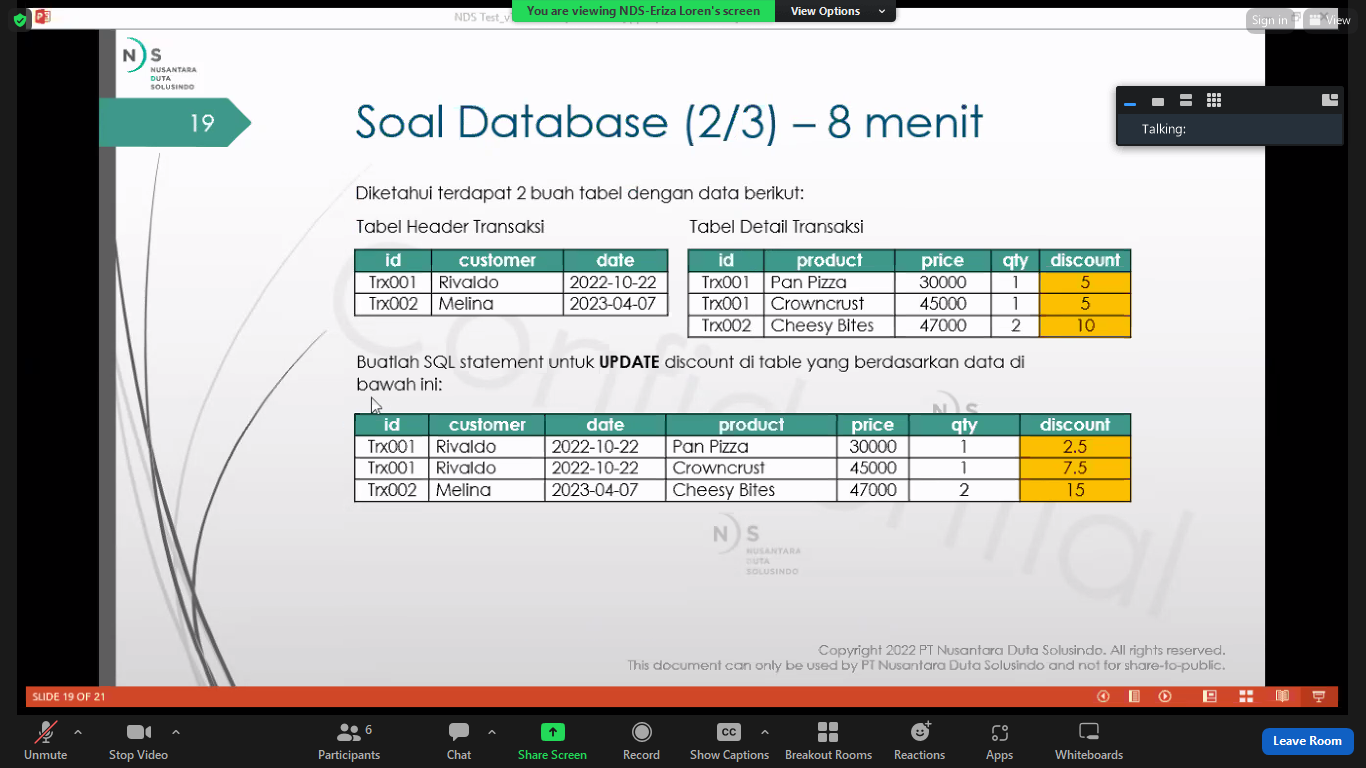 You are viewing NDS-Eriza Loren's screen
View Options
NDS Test_v
Sign in
View
NDS
NUSANTARA
DUTA
SOLUSINDO
19
Soal Database (2/3) – 8 menit
Talking:
Diketahui terdapat 2 buah tabel dengan data berikut:
Tabel Header Transaksi
id customer date
Trx001 Rivaldo 2022-10-22
Trx002 Melina 2023-04-07
Tabel Detail Transaksi
id product price qty discount
Trx001 Pan Pizza 30000 1 5
Trx001 Crowncrust 45000 1 5
Trx002 Cheesy Bites 47000 2 10
Buatlah SQL statement untuk UPDATE discount di table yang berdasarkan data di
bawah ini:
id customer date product price qty discount
Trx001 Rivaldo 2022-10-22 Pan Pizza 30000 1 2.5
Trx001 Rivaldo 2022-10-22 Crowncrust 45000 1 7.5
Trx002 Melina 2023-04-07 Cheesy Bites 47000 2 15
Confidential
NDS
NDS
NUSANTARA
DUTA
SOLUSINDO
Copyright 2022 PT Nusantara Duta Solusindo. All rights reserved.
This document can only be used by PT Nusantara Duta Solusindo and not for share-to-public.
SLIDE 19 OF 21
Unmute
Stop Video
Participants
6
Chat
Share Screen
Record
CC
Show Captions
Breakout Rooms
Reactions
Apps
Whiteboards
Leave Room